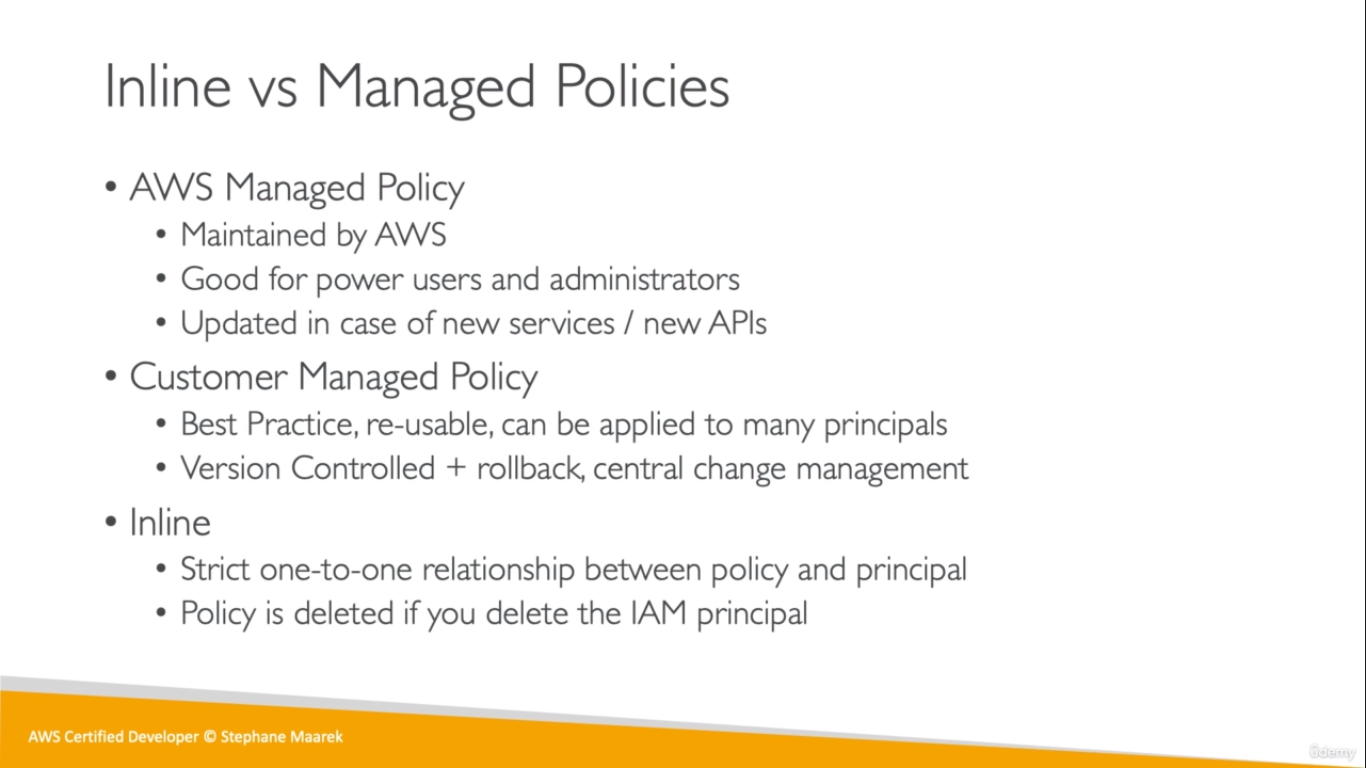 Inline vs Managed Policies
• AWS Managed Policy
• Maintained by AWS
• Good for power users and administrators
• Updated in case of new services / new APIs
• Customer Managed Policy
• Best Practice, re-usable, can be applied to many principals
• Version Controlled + rollback, central change management
• Inline
• Strict one-to-one relationship between policy and principal
• Policy is deleted if you delete the IAM principal
AWS Certified Developer © Stephane Maarek
ûdemy